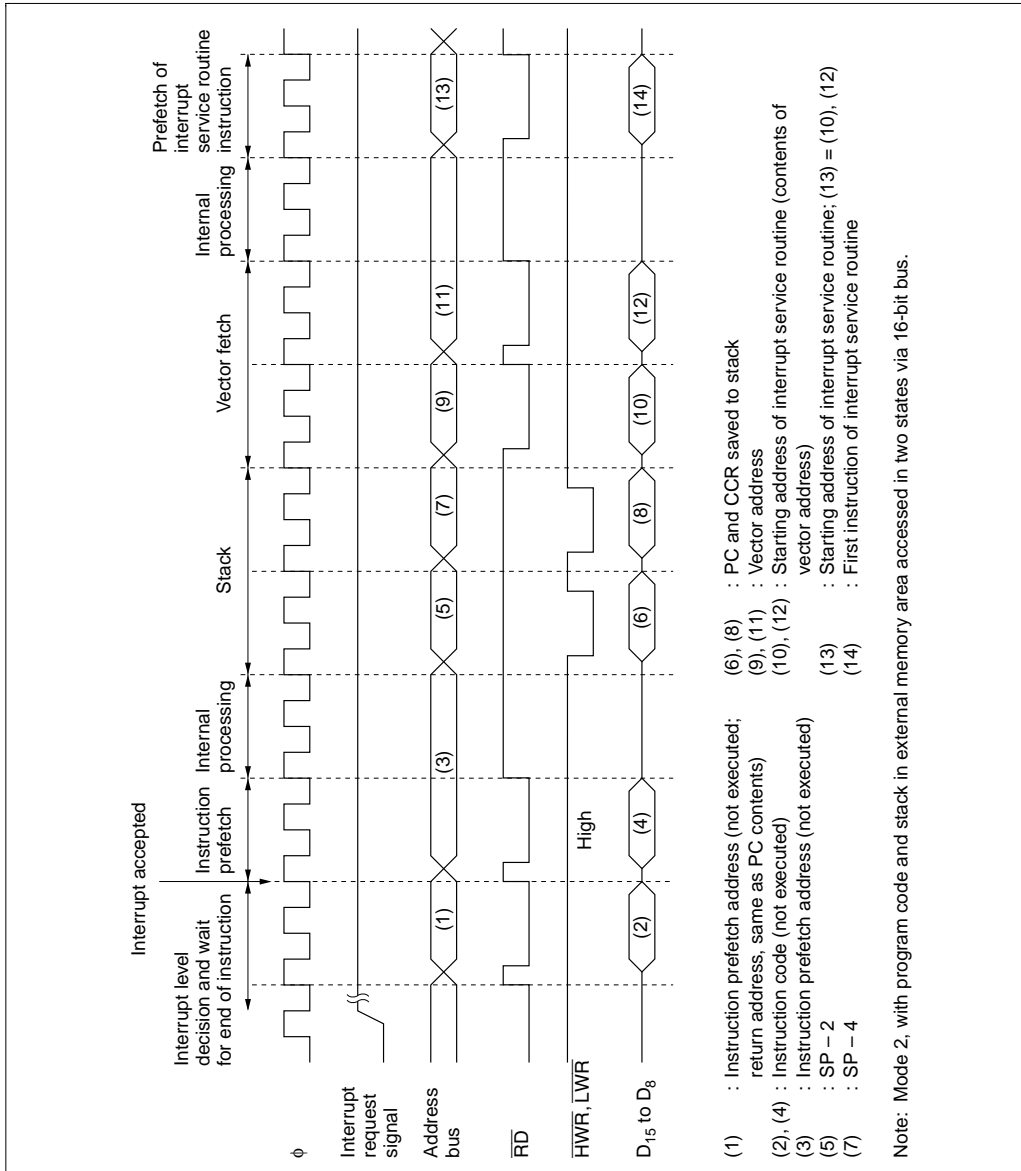 Interrupt accepted
Interrupt level
decision and wait
for end of instruction
Instruction
prefetch
Internal
processing
Stack
Vector fetch
Internal
processing
Prefetch of
interrupt
service routine
instruction
φ
Interrupt
request
signal
Address
bus
(1)
(3)
(5)
(7)
(9)
(11)
(13)
RD
HWR, LWR
High
D15 to D8
(2)
(4)
(6)
(8)
(10)
(12)
(14)
(1) : Instruction prefetch address (not executed;
return address, same as PC contents)
(2), (4) : Instruction code (not executed)
(3) : Instruction prefetch address (not executed)
(5) : SP – 2
(7) : SP – 4
(6), (8) : PC and CCR saved to stack
(9), (11) : Vector address
(10), (12) : Starting address of interrupt service routine (contents of
vector address)
(13) : Starting address of interrupt service routine; (13) = (10), (12)
(14) : First instruction of interrupt service routine
Note: Mode 2, with program code and stack in external memory area accessed in two states via 16-bit bus.